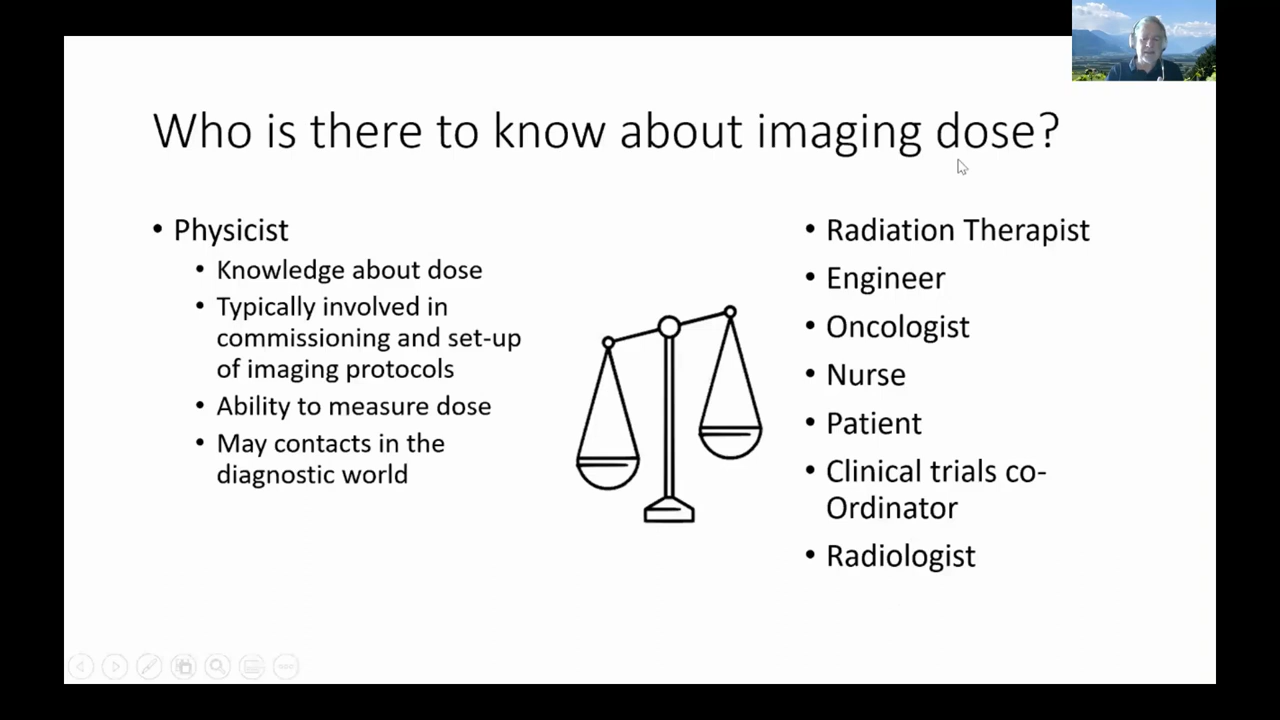 Who is there to know about imaging dose?
• Physicist
• Knowledge about dose
• Typically involved in
commissioning and set-up
of imaging protocols
• Ability to measure dose
• May contacts in the
diagnostic world
• Radiation Therapist
• Engineer
• Oncologist
• Nurse
• Patient
• Clinical trials co-
Ordinator
• Radiologist